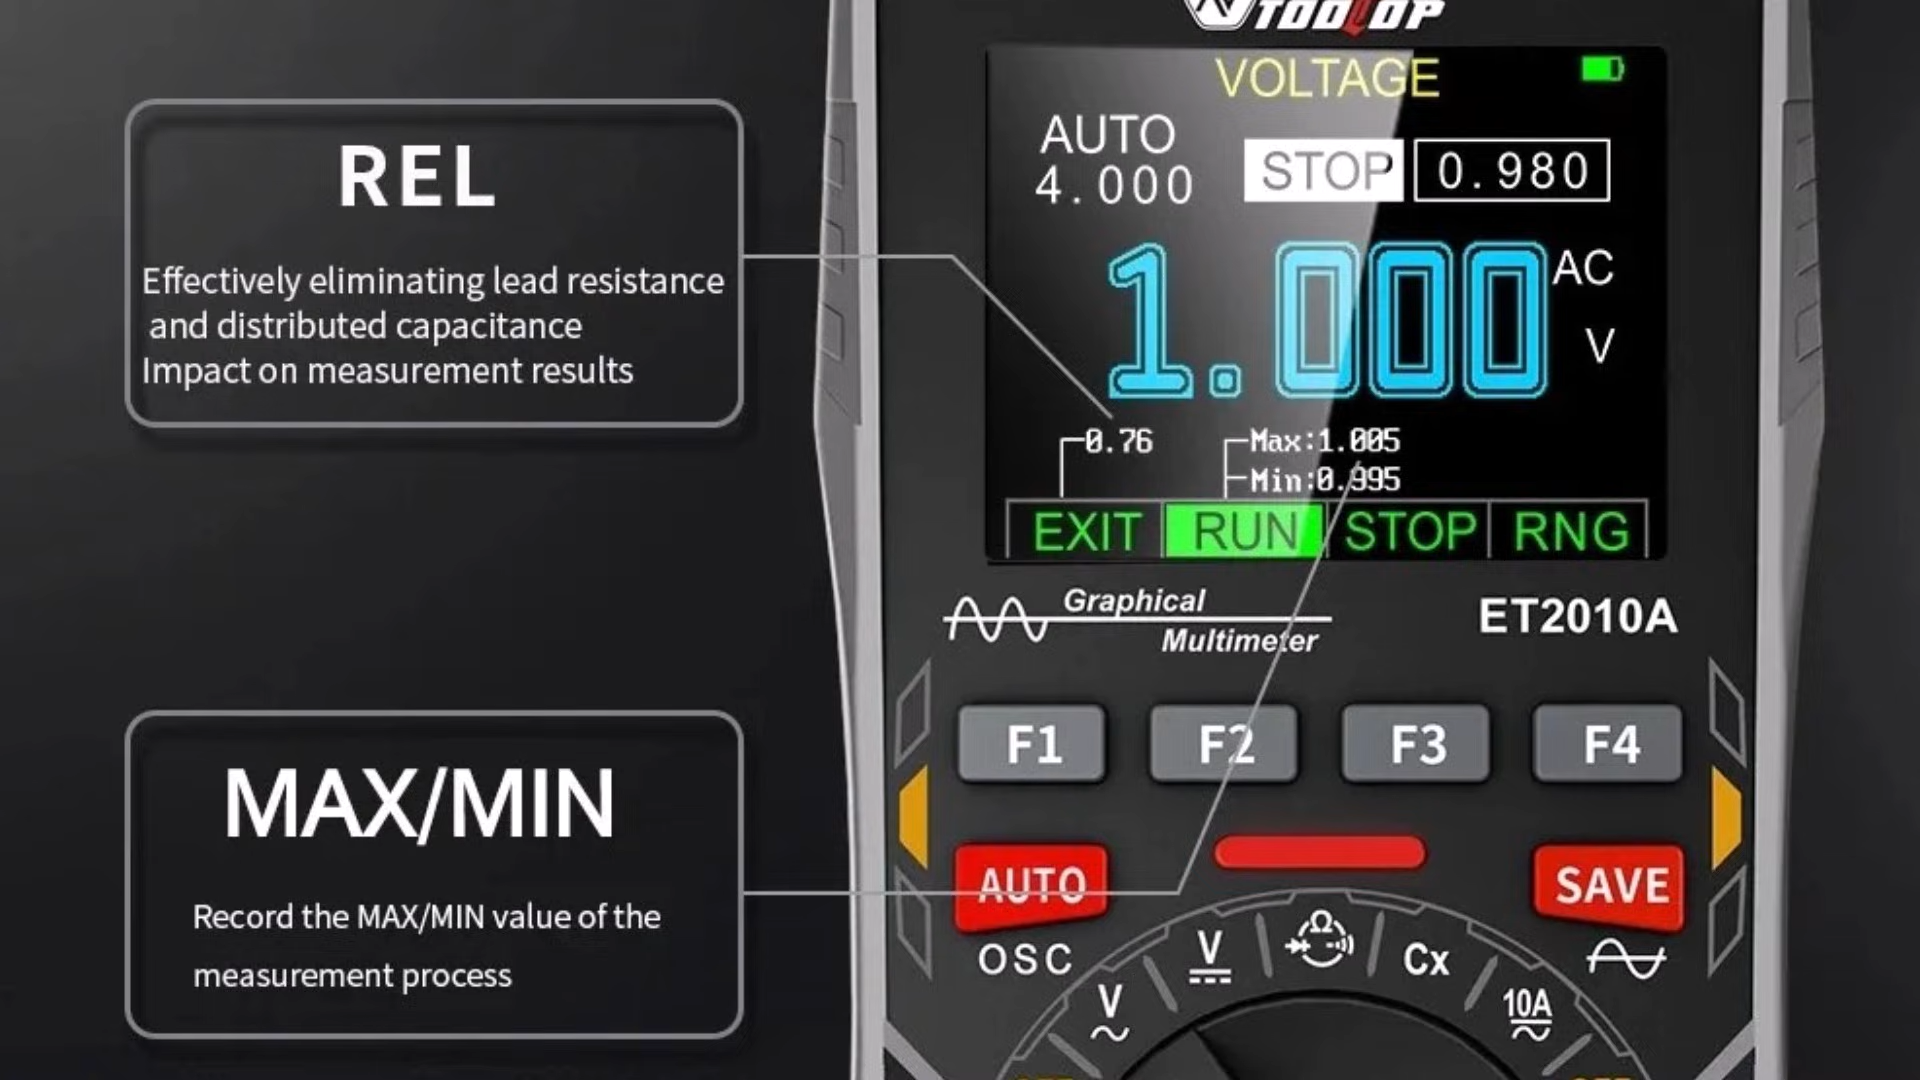 TOOLTOP
VOLTAGE
AUTO
4.000
STOP
0.980
1.000
AC
V
0.76
Max:1.005
Min:0.995
EXIT
RUN
STOP
RNG
Graphical
Multimeter
ET2010A
F1
F2
F3
F4
AUTO
SAVE
OSC
V
V
Ω
Cx
10A
REL
Effectively eliminating lead resistance
and distributed capacitance
Impact on measurement results
MAX/MIN
Record the MAX/MIN value of the
measurement process